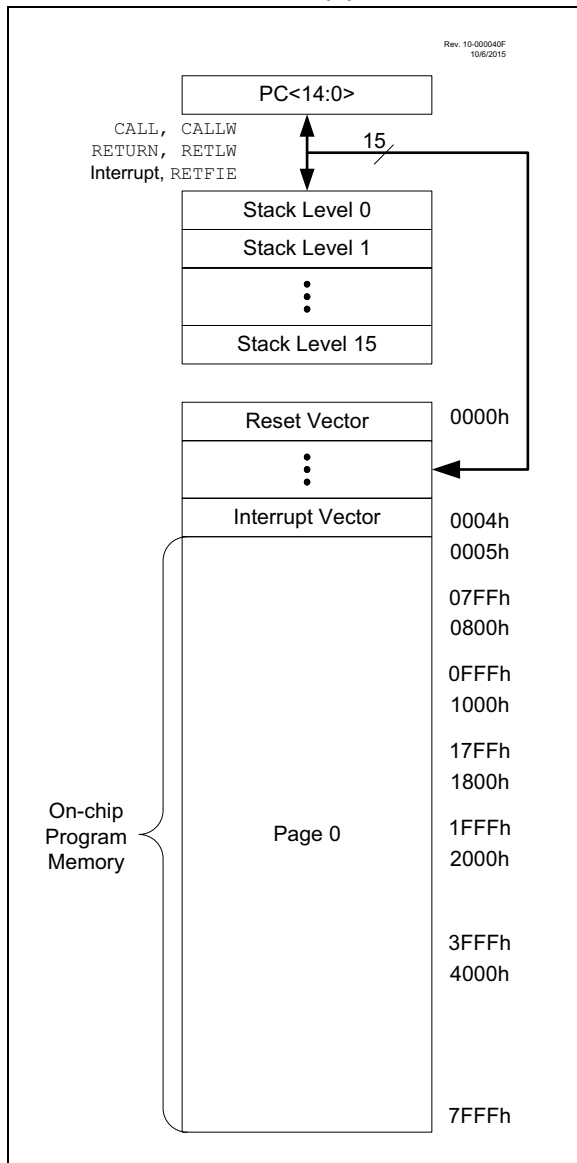 Rev. 10-000040F
10/6/2015
PC<14:0>
CALL, CALLW
RETURN, RETLW
Interrupt, RETFIE
15
Stack Level 0
Stack Level 1
Stack Level 15
Reset Vector
0000h
Interrupt Vector
0004h
0005h
07FFh
0800h
0FFFh
1000h
17FFh
1800h
On-chip
Program
Memory
Page 0
1FFFh
2000h
3FFFh
4000h
7FFFh